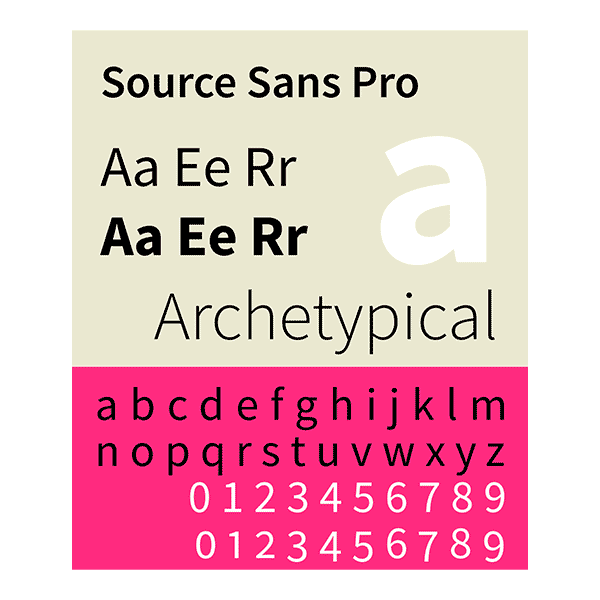 Source Sans Pro
Aa Ee Rr
a
Aa Ee Rr
Archetypical
a b c d e f g h i j k l m
n o p q r s t u v w x y z
0 1 2 3 4 5 6 7 8 9
0 1 2 3 4 5 6 7 8 9